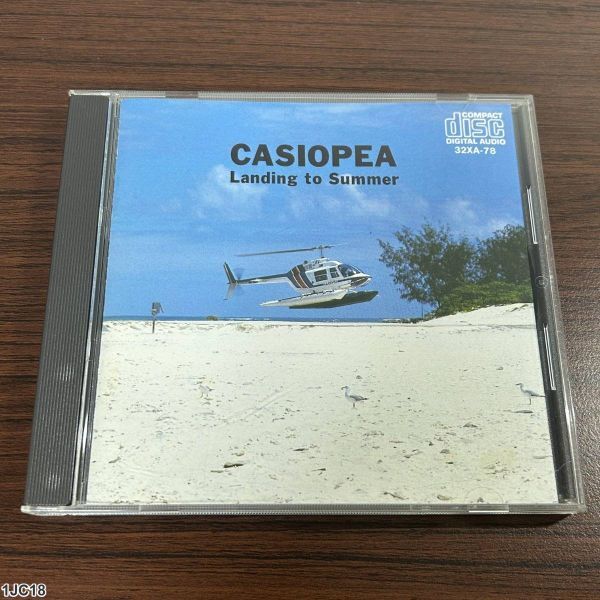 CASIOPEA
Landing to Summer
COMPACT
disc
DIGITAL AUDIO
32XA-78
1JC18